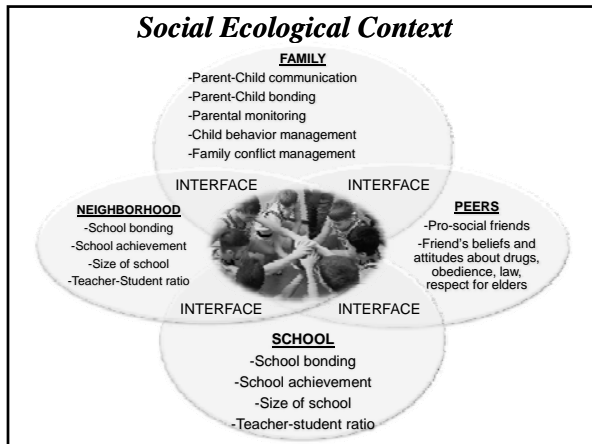 Social Ecological Context
FAMILY
-Parent-Child communication
-Parent-Child bonding
-Parental monitoring
-Child behavior management
-Family conflict management
INTERFACE
INTERFACE
NEIGHBORHOOD
-School bonding
-School achievement
-Size of school
-Teacher-Student ratio
PEERS
-Pro-social friends
-Friend's beliefs and
attitudes about drugs,
obedience, law,
respect for elders
INTERFACE
INTERFACE
SCHOOL
-School bonding
-School achievement
-Size of school
-Teacher-student ratio